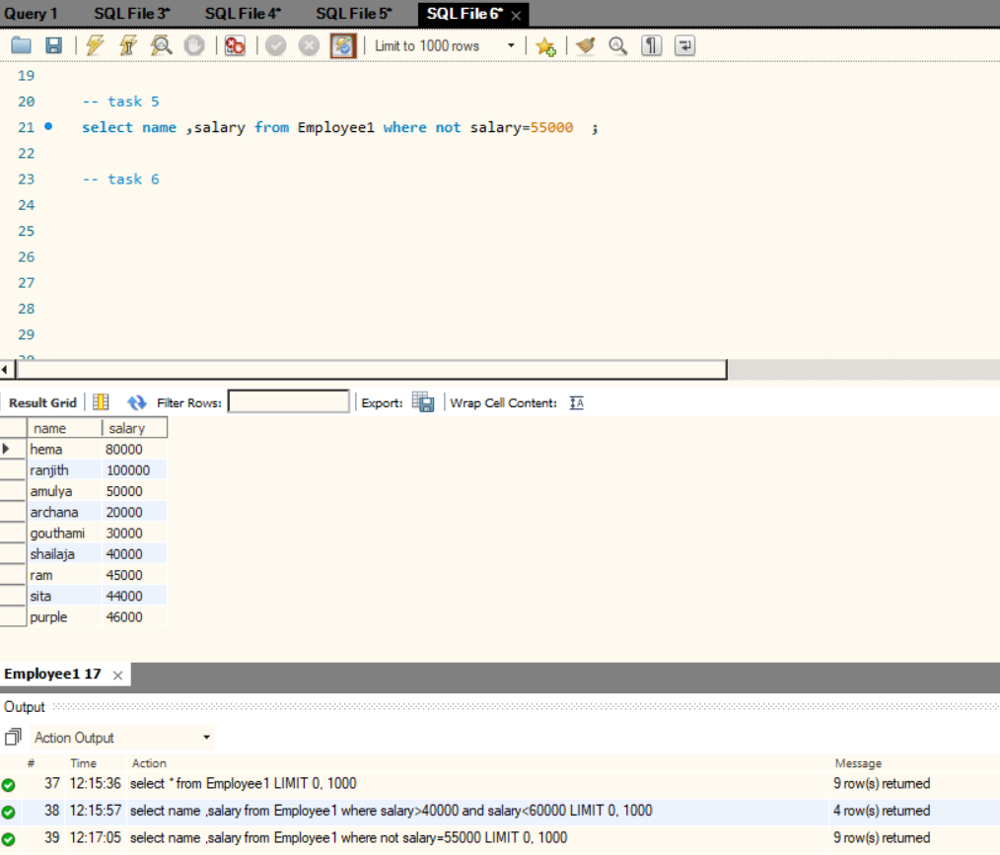 Query 1 SQL File 3* SQL File 4* SQL File 5* SQL File 6*
Limit to 1000 rows
19
20 -- task 5
21 select name ,salary from Employee1 where not salary=55000 ;
22
23 -- task 6
24
25
26
27
28
29
Result Grid Filter Rows: Export: Wrap Cell Content:
name salary
hema 80000
ranjith 100000
amulya 50000
archana 20000
gouthami 30000
shailaja 40000
ram 45000
sita 44000
purple 46000
Employee1 17
Output
Action Output
# Time Action Message
37 12:15:36 select * from Employee1 LIMIT 0, 1000 9 row(s) returned
38 12:15:57 select name ,salary from Employee1 where salary>40000 and salary<60000 LIMIT 0, 1000 4 row(s) returned
39 12:17:05 select name ,salary from Employee1 where not salary=55000 LIMIT 0, 1000 9 row(s) returned